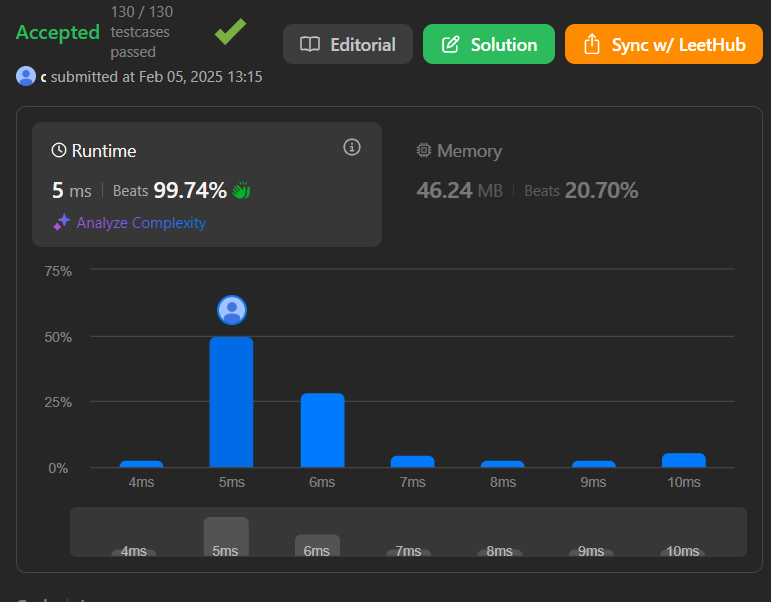 130 / 130
Accepted testcases
passed
Editorial
Solution
Sync w/ LeetHub
c submitted at Feb 05, 2025 13:15
Runtime
Memory
5 ms | Beats 99.74%
46.24 MB | Beats 20.70%
Analyze Complexity
75%
50%
25%
0%
4ms 5ms 6ms 7ms 8ms 9ms 10ms
4ms 5ms 6ms 7ms 8ms 9ms 10ms